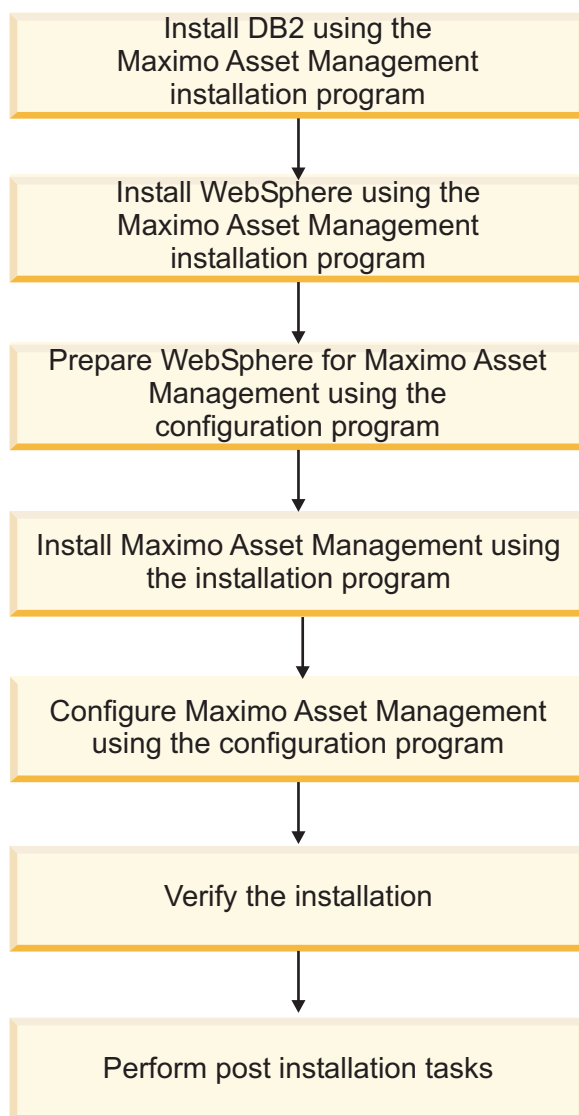 Install DB2 using the
Maximo Asset Management
installation program
Install WebSphere using the
Maximo Asset Management
installation program
Prepare WebSphere for Maximo Asset
Management using the
configuration program
Install Maximo Asset Management using
the installation program
Configure Maximo Asset Management
using the configuration program
Verify the installation
Perform post installation tasks